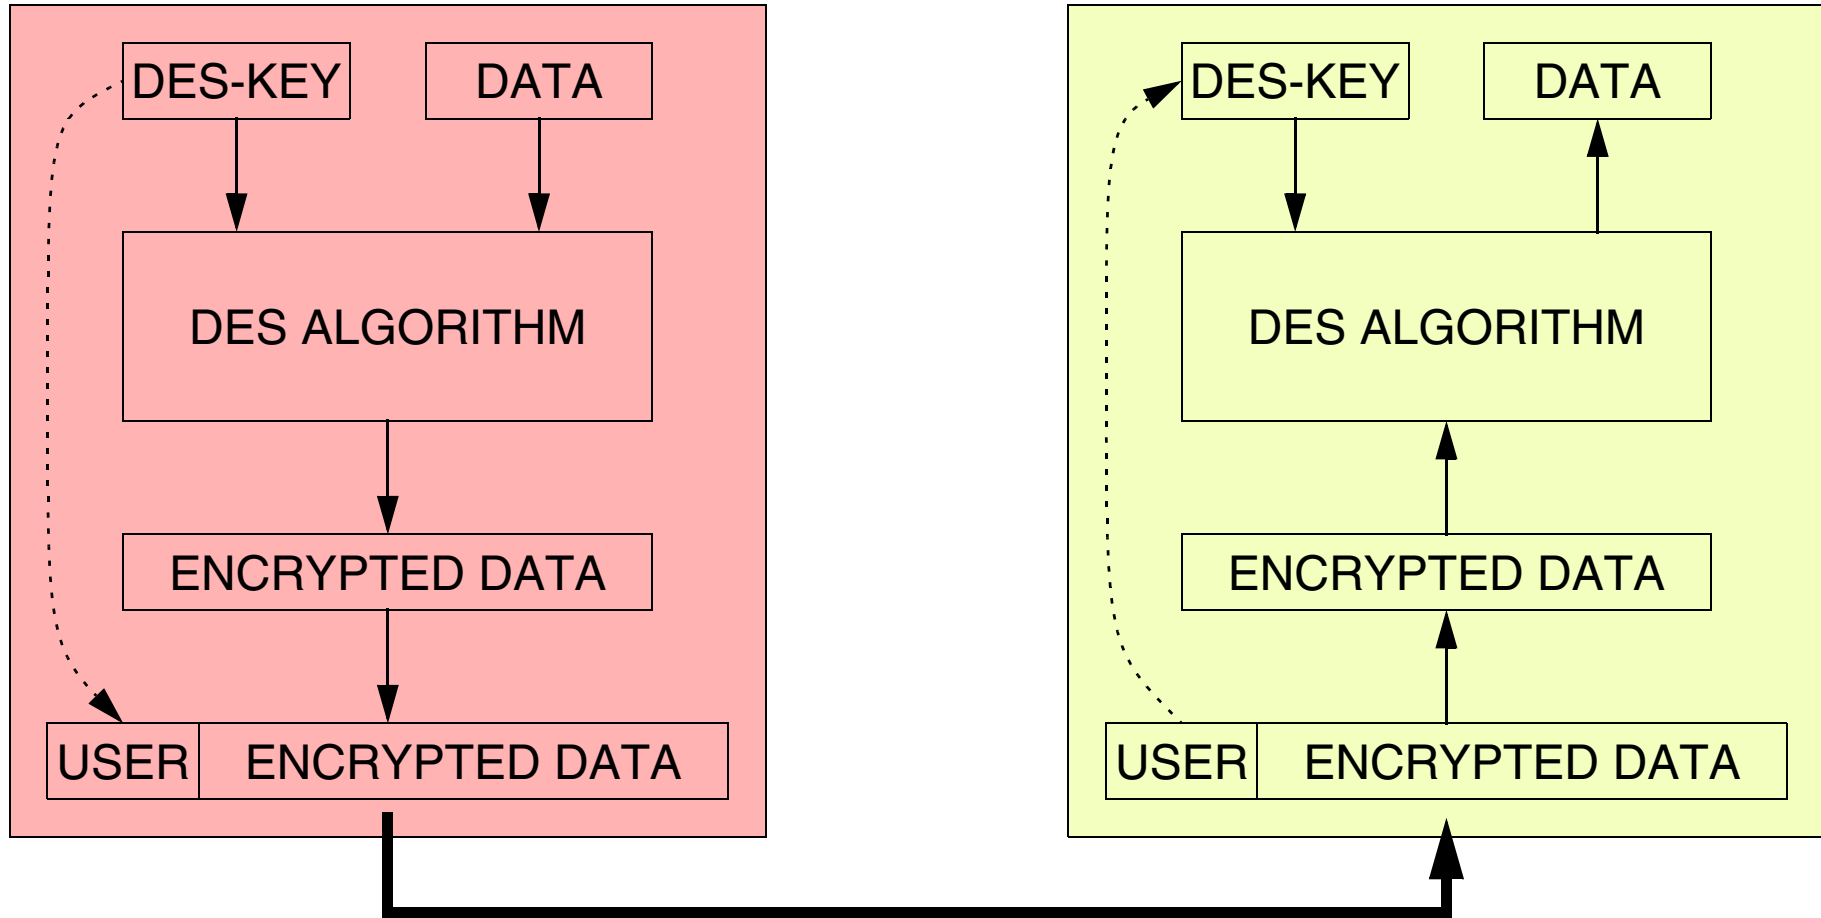 DES-KEY
DATA
DES ALGORITHM
ENCRYPTED DATA
USER
ENCRYPTED DATA
DES-KEY
DATA
DES ALGORITHM
ENCRYPTED DATA
USER
ENCRYPTED DATA